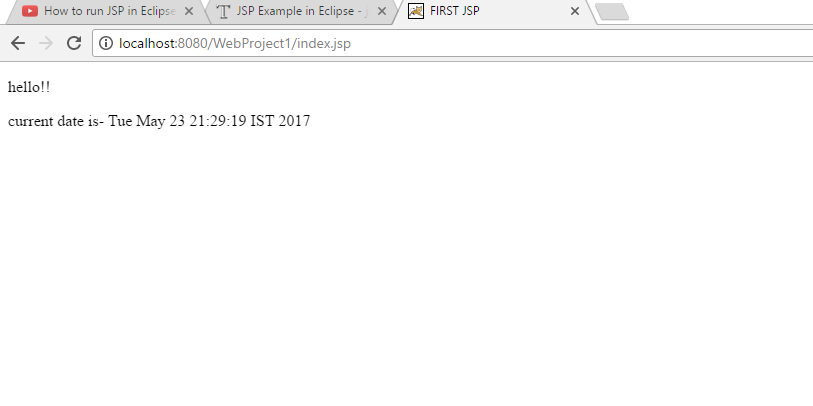 How to run JSP in Eclipse
JSP Example in Eclipse -
FIRST JSP
localhost:8080/WebProject1/index.jsp
hello!!
current date is- Tue May 23 21:29:19 IST 2017